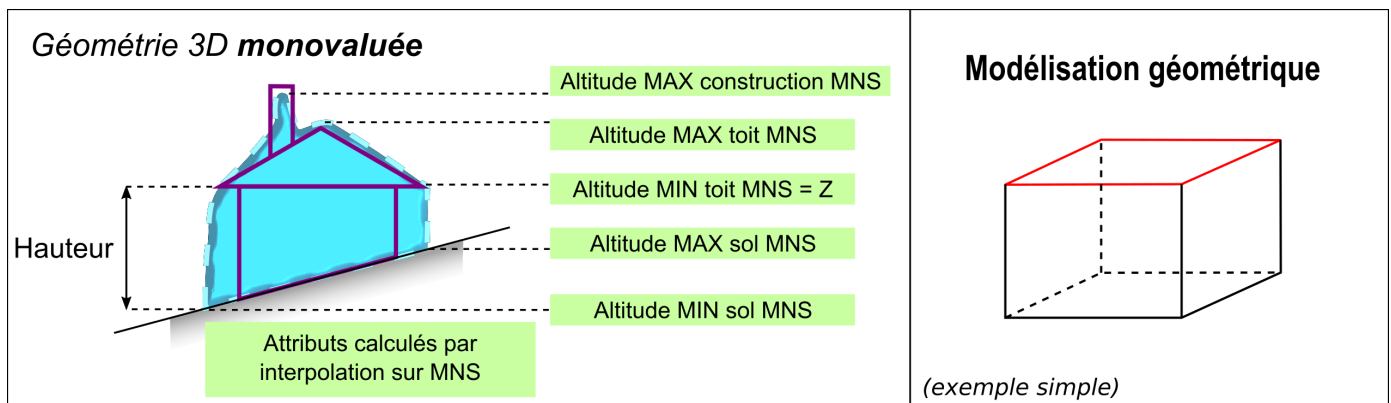 Géométrie 3D monovaluée
Altitude MAX construction MNS
Altitude MAX toit MNS
Altitude MIN toit MNS = Z
Altitude MAX sol MNS
Altitude MIN sol MNS
Hauteur
Attributs calculés par
interpolation sur MNS
Modélisation géométrique
(exemple simple)